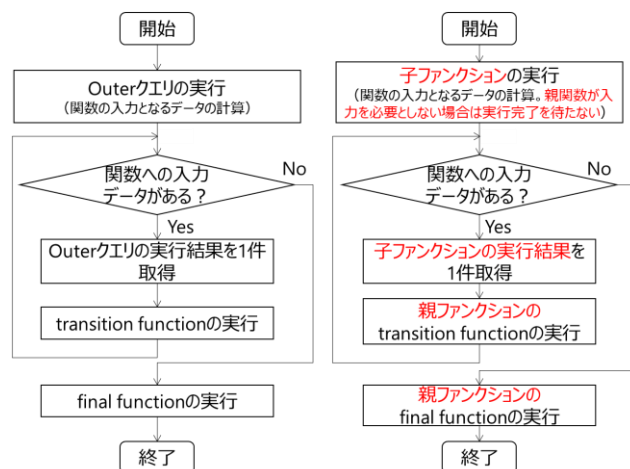 開始
Outerクエリの実行
(関数の入力となるデータの計算)
関数への入力
データがある？
No
Yes
Outerクエリの実行結果を1件
取得
transition functionの実行
final functionの実行
終了
開始
子ファンクションの実行
(関数の入力となるデータの計算。親関数が入
力を必要としない場合は実行完了を待たない)
関数への入力
データがある？
No
Yes
子ファンクションの実行結果を
1件取得
親ファンクションの
transition functionの実行
親ファンクションの
final functionの実行
終了